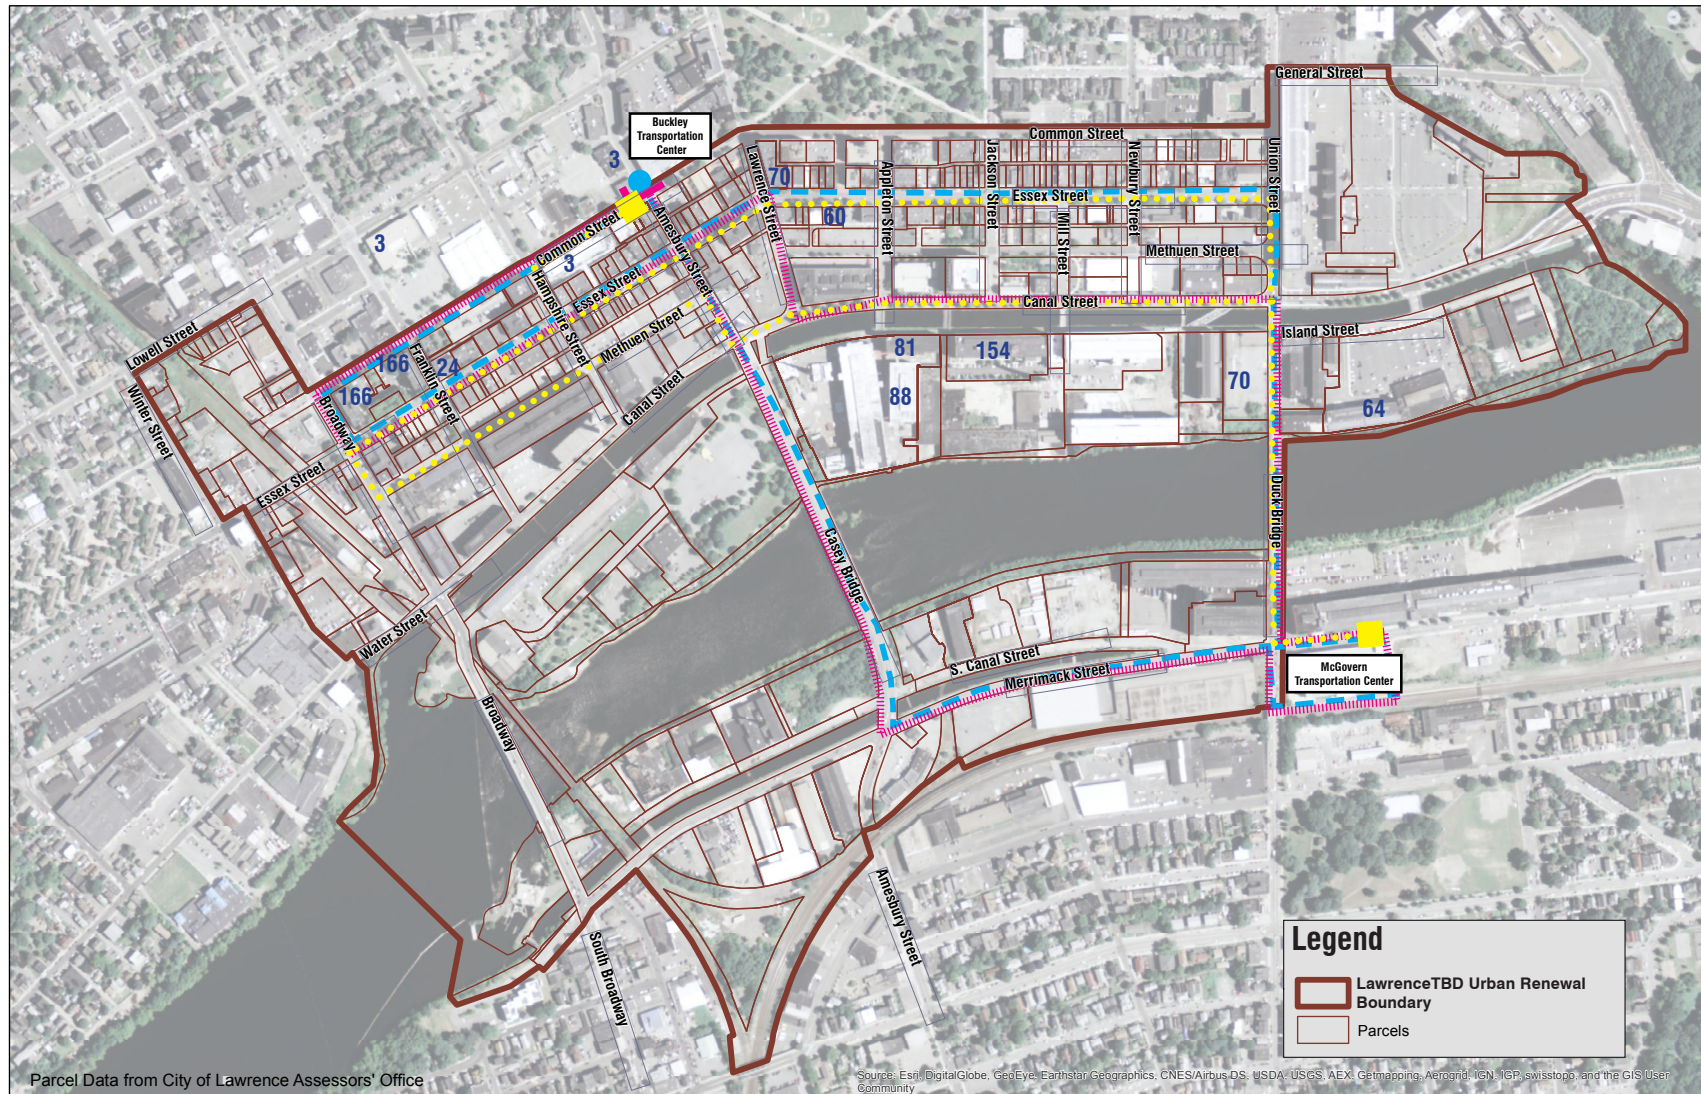 General Street
Buckley
Transportation
Center
Common Street
3
Lawrence Street
70
Appleton Street
Jackson Street
Newbury Street
Union Street
Essex Street
60
Mill Street
Methuen Street
Amesbury Street
Common Street
3
3
Hampshire Street
Essex Street
Canal Street
Island Street
Lowell Street
Methuen Street
Winter Street
166
24
Franklin Street
166
Broadway
81
154
88
70
64
Canal Street
Essex Street
Duck Bridge
Casey Bridge
Water Street
S. Canal Street
Merrimack Street
McGovern
Transportation Center
Broadway
Amesbury Street
South Broadway
Legend
LawrenceTBD Urban Renewal
Boundary
Parcels
Parcel Data from City of Lawrence Assessors' Office
Source: Esri, DigitalGlobe, GeoEye, Earthstar Geographics, CNES/Airbus DS, USDA, USGS, AEX, Getmapping, Aerogrid, IGN, IGP, swisstopo, and the GIS User
Community